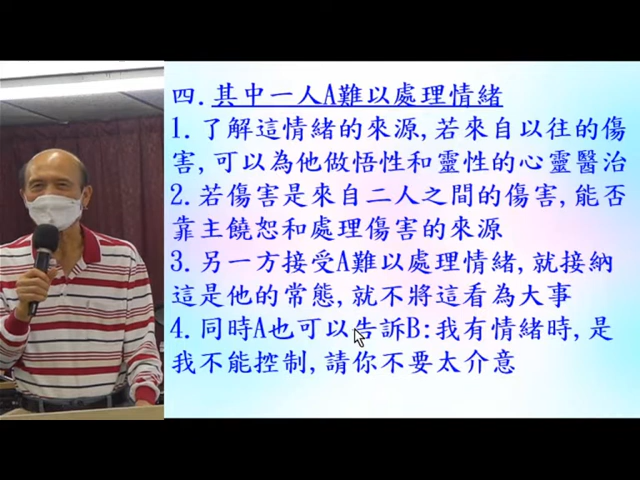 四.其中一人A難以處理情緒
1.了解這情緒的來源,若來自以往的傷
害,可以為他做悟性和靈性的心靈醫治
2.若傷害是來自二人之間的傷害,能否
靠主饒恕和處理傷害的來源
3.另一方接受A難以處理情緒,就接納
這是他的常態,就不將這看為大事
4.同時A也可以告訴B:我有情緒時,是
我不能控制,請你不要太介意